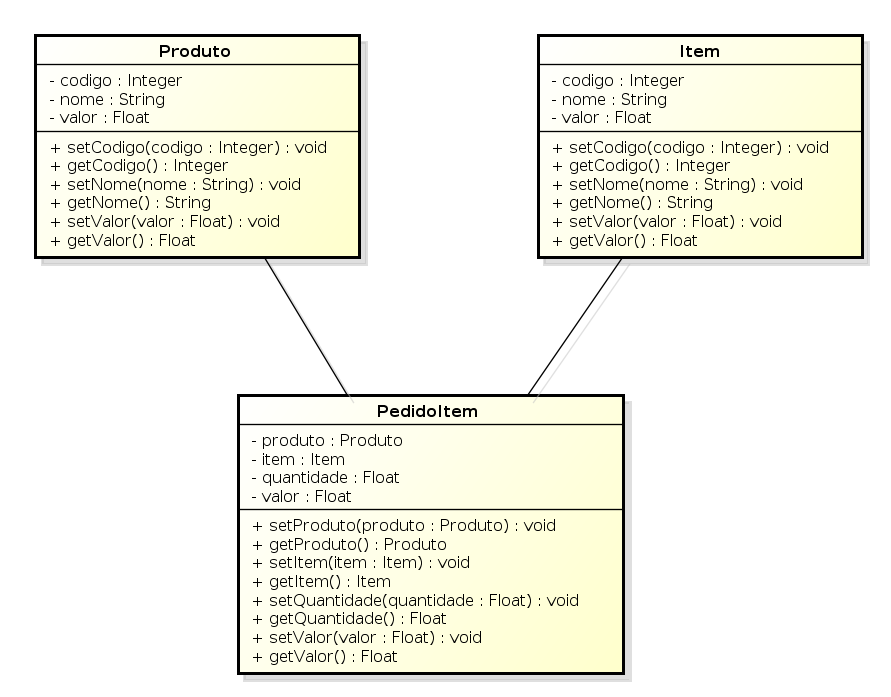 Produto
- codigo : Integer
- nome : String
- valor : Float
+ setCodigo(codigo : Integer) : void
+ getCodigo() : Integer
+ setNome(nome : String) : void
+ getNome() : String
+ setValor(valor : Float) : void
+ getValor() : Float
Item
- codigo : Integer
- nome : String
- valor : Float
+ setCodigo(codigo : Integer) : void
+ getCodigo() : Integer
+ setNome(nome : String) : void
+ getNome() : String
+ setValor(valor : Float) : void
+ getValor() : Float
PedidoItem
- produto : Produto
- item : Item
- quantidade : Float
- valor : Float
+ setProduto(produto : Produto) : void
+ getProduto() : Produto
+ setItem(item : Item) : void
+ getItem() : Item
+ setQuantidade(quantidade : Float) : void
+ getQuantidade() : Float
+ setValor(valor : Float) : void
+ getValor() : Float